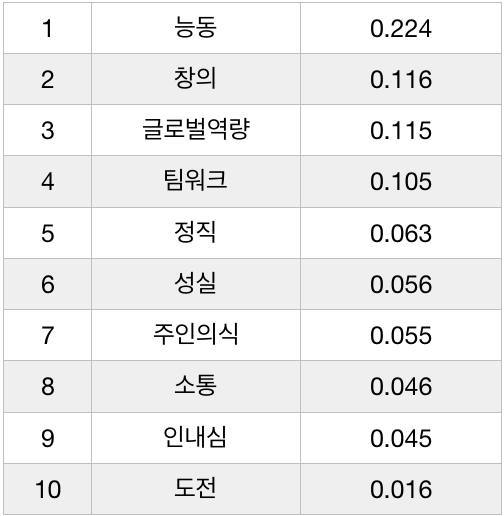 1 능동 0.224
2 창의 0.116
3 글로벌역량 0.115
4 팀워크 0.105
5 정직 0.063
6 성실 0.056
7 주인의식 0.055
8 소통 0.046
9 인내심 0.045
10 도전 0.016